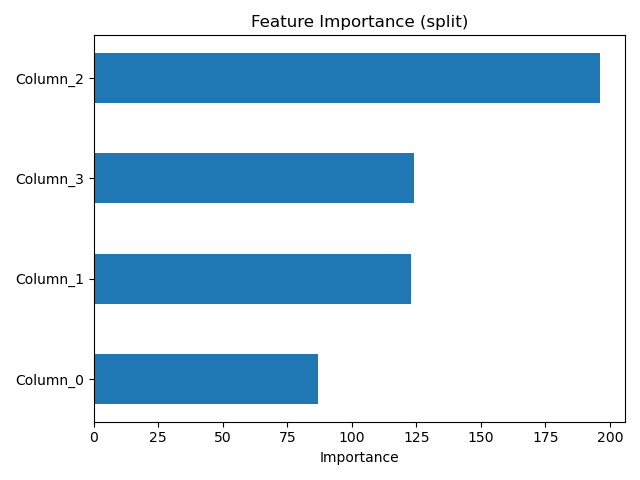 Feature Importance (split)
Column_2
Column_3
Column_1
Column_0
0 25 50 75 100 125 150 175 200
Importance